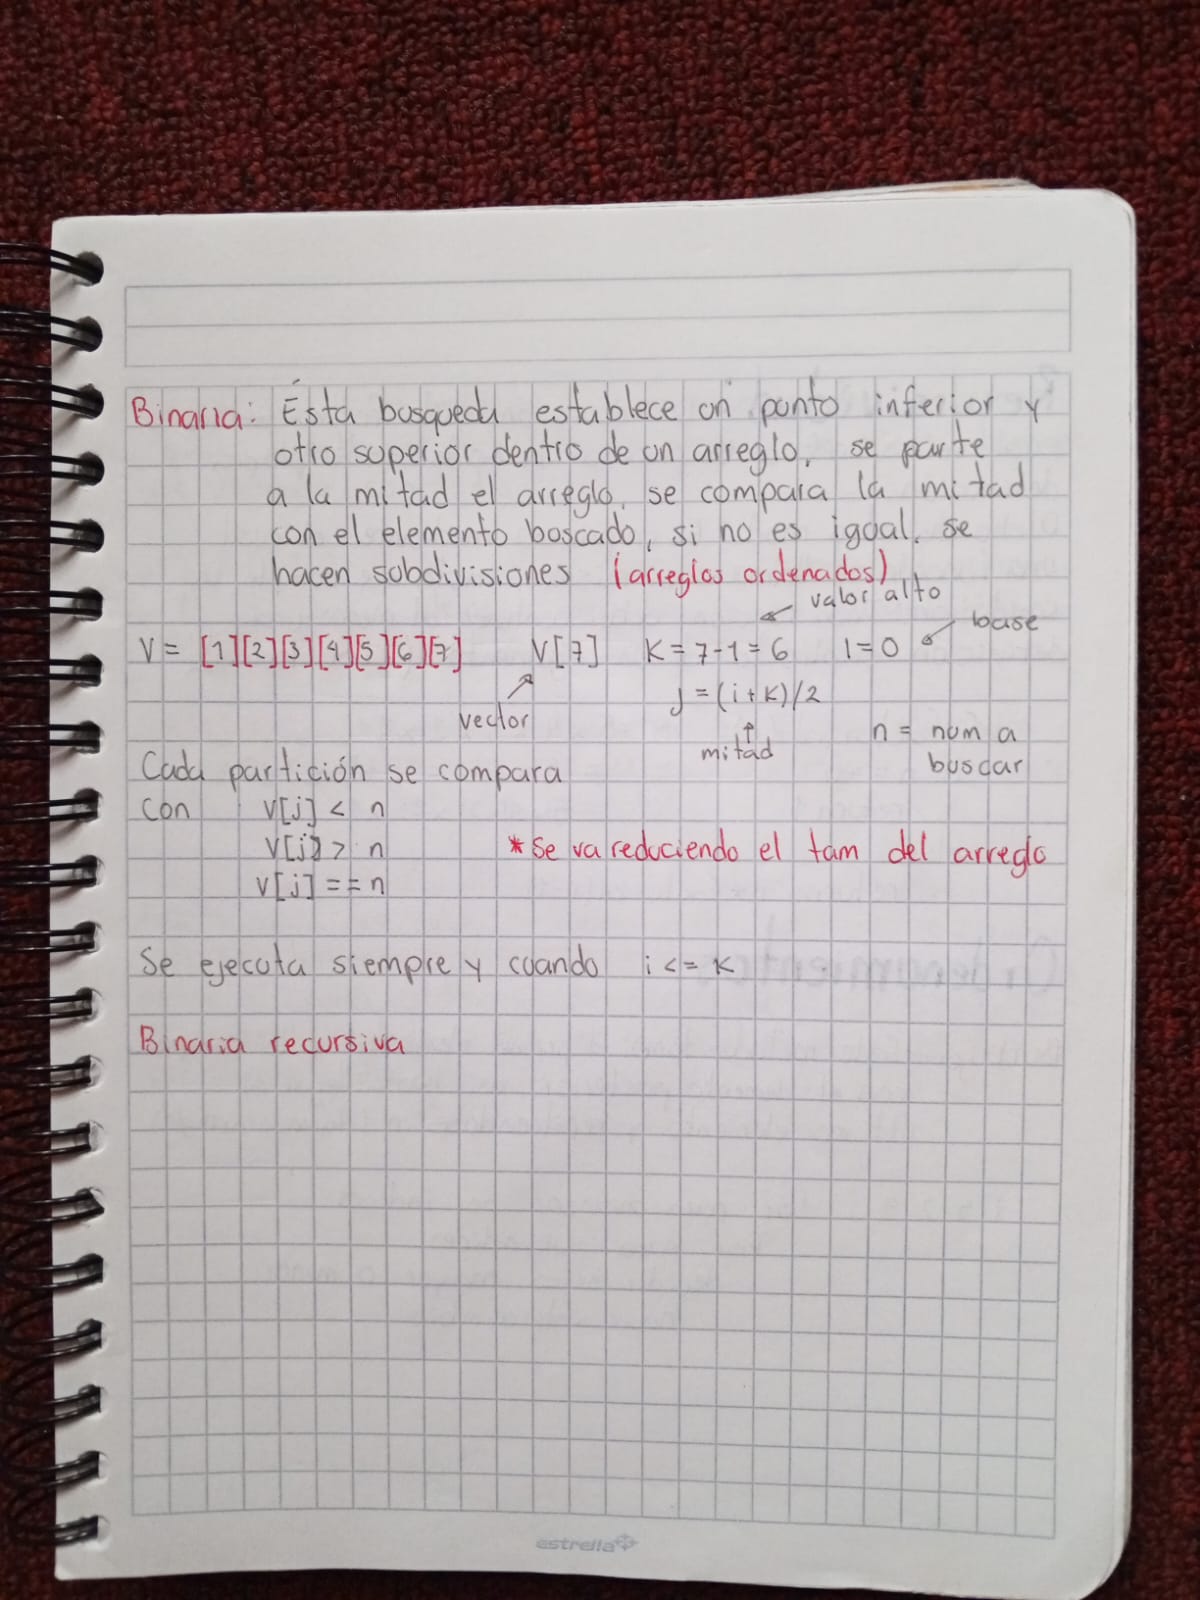 Binaria: Ésta busqueda establece un punto inferior y
otro superior dentro de un arreglo, se parte
a la mitad el arreglo, se compara la mitad
con el elemento buscado, si no es igual, se
hacen subdivisiones (arreglos ordenados)
valor alto
base
V = [1][2][3][4][5][6][7] V[7] K = 7-1 = 6 i = 0
j = (i + K)/2
vector
mitad
n = num a
buscar
Cada partición se compara
con V[j] < n
V[j] > n
* Se va reduciendo el tam del arreglo
V[j] == n
Se ejecuta siempre y cuando i <= K
Binaria recursiva
estrella